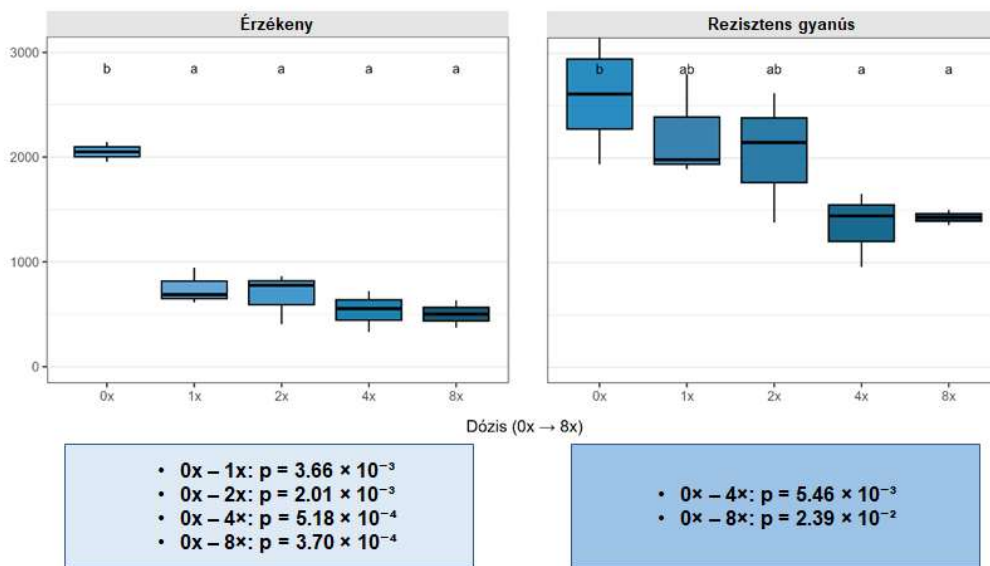 Érzékeny
Rezisztens gyanús
3000
2000
1000
0
b a a a a
b ab ab a a
0x 1x 2x 4x 8x
0x 1x 2x 4x 8x
Dózis (0x → 8x)
• 0x – 1x: p = 3.66 × 10⁻³
• 0x – 2x: p = 2.01 × 10⁻³
• 0x – 4×: p = 5.18 × 10⁻⁴
• 0x – 8×: p = 3.70 × 10⁻⁴
• 0× – 4×: p = 5.46 × 10⁻³
• 0× – 8×: p = 2.39 × 10⁻²